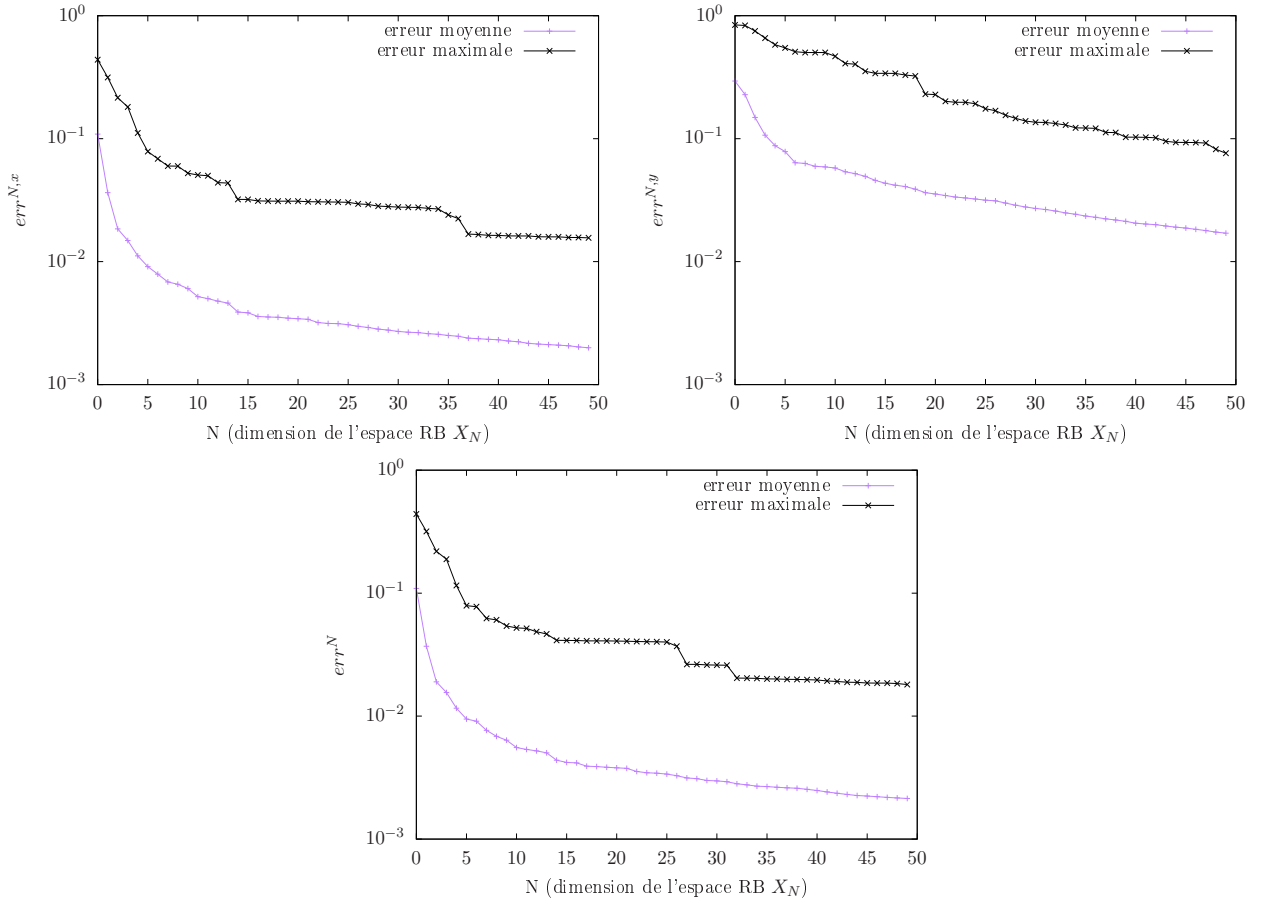 erreur moyenne
erreur maximale
10^0
10^{-1}
10^{-2}
10^{-3}
err^{N,x}
0 5 10 15 20 25 30 35 40 45 50
N (dimension de l'espace RB X_N)
erreur moyenne
erreur maximale
10^0
10^{-1}
10^{-2}
10^{-3}
err^{N,y}
0 5 10 15 20 25 30 35 40 45 50
N (dimension de l'espace RB X_N)
erreur moyenne
erreur maximale
10^0
10^{-1}
10^{-2}
10^{-3}
err^N
0 5 10 15 20 25 30 35 40 45 50
N (dimension de l'espace RB X_N)